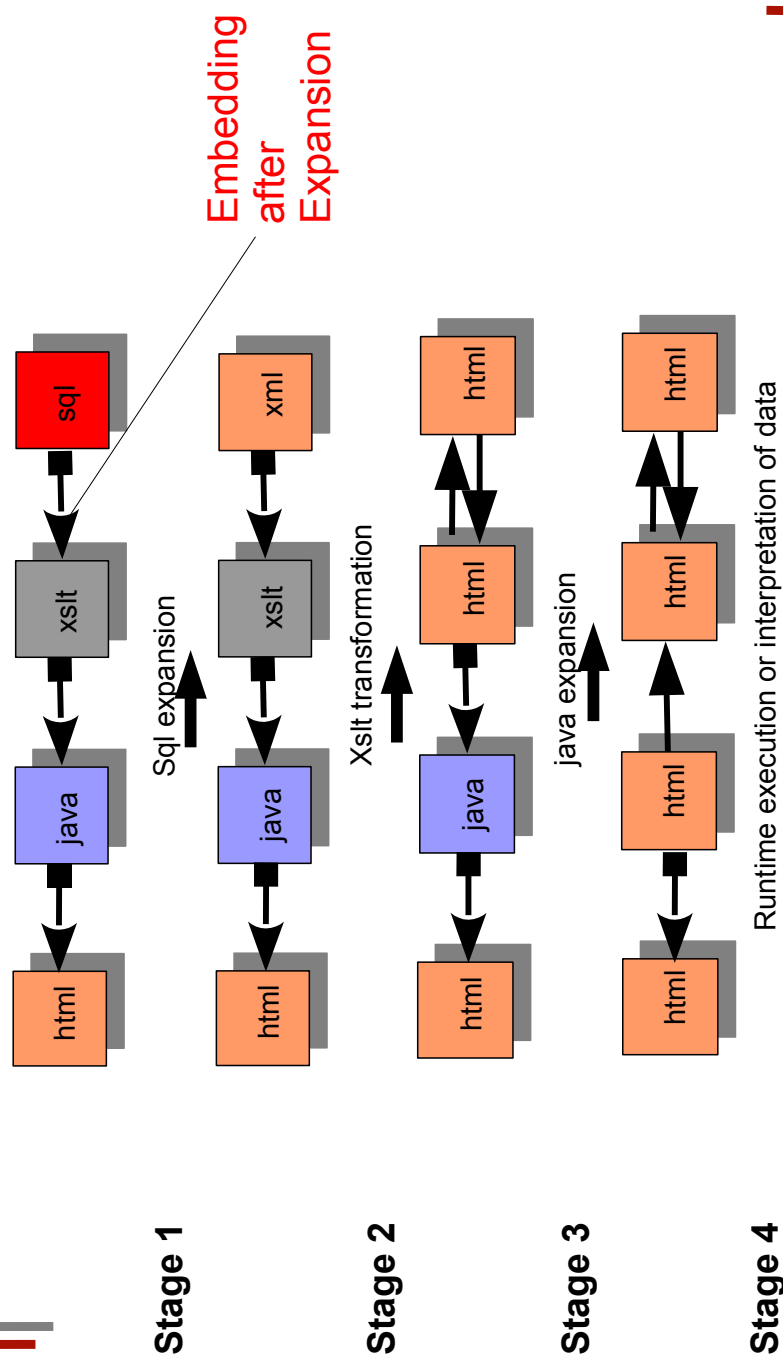 html
java
xslt
sql
Embedding
after
Expansion
Stage 1
Sql expansion
html
java
xslt
xml
Stage 2
Xslt transformation
html
java
html
html
Stage 3
java expansion
html
html
html
html
Stage 4
Runtime execution or interpretation of data